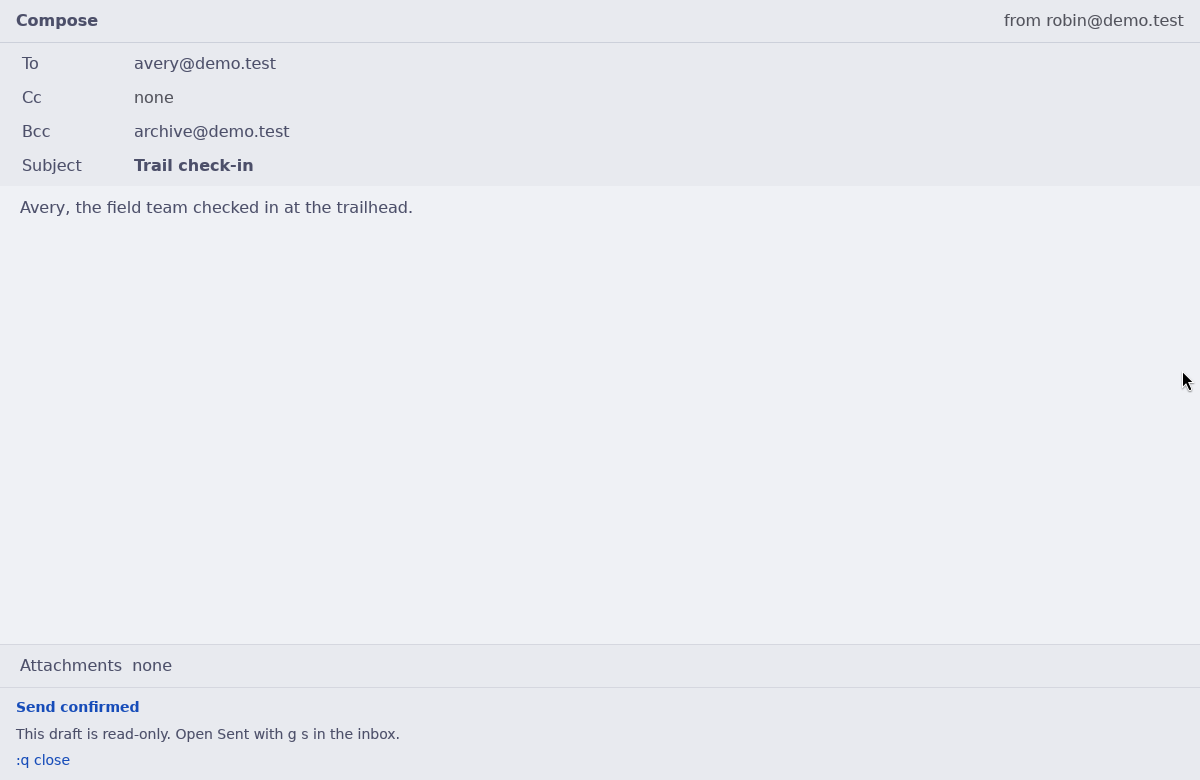 Compose from robin@demo.test
To avery@demo.test
Cc none
Bcc archive@demo.test
Subject Trail check-in
Avery, the field team checked in at the trailhead.
Attachments none
Send confirmed
This draft is read-only. Open Sent with g s in the inbox.
:q close